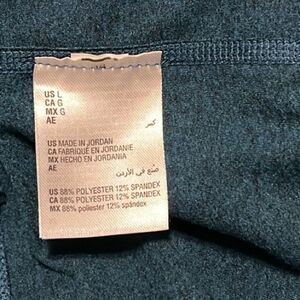 US L
CA G
MX G
AE كبير
US MADE IN JORDAN
CA FABRIQUÉ EN JORDANIE
MX HECHO EN JORDANIA
AE صنع في الأردن
US 88% POLYESTER 12% SPANDEX
CA 88% POLYESTER 12% SPANDEX
MX 88% poliéster 12% spándex